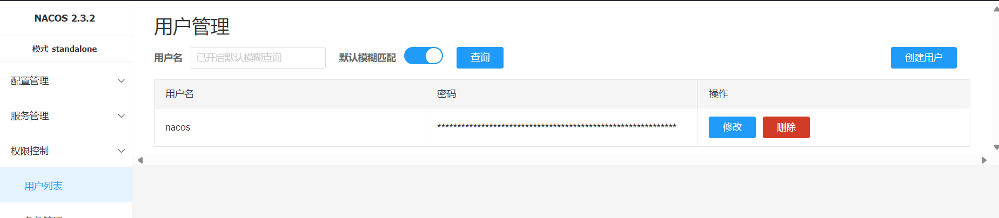 NACOS 2.3.2
模式 standalone
配置管理
服务管理
权限控制
用户列表
用户管理
用户名 已开启默认模糊查询 默认模糊匹配 查询 创建用户
用户名 密码 操作
nacos ************************************************************ 修改 删除